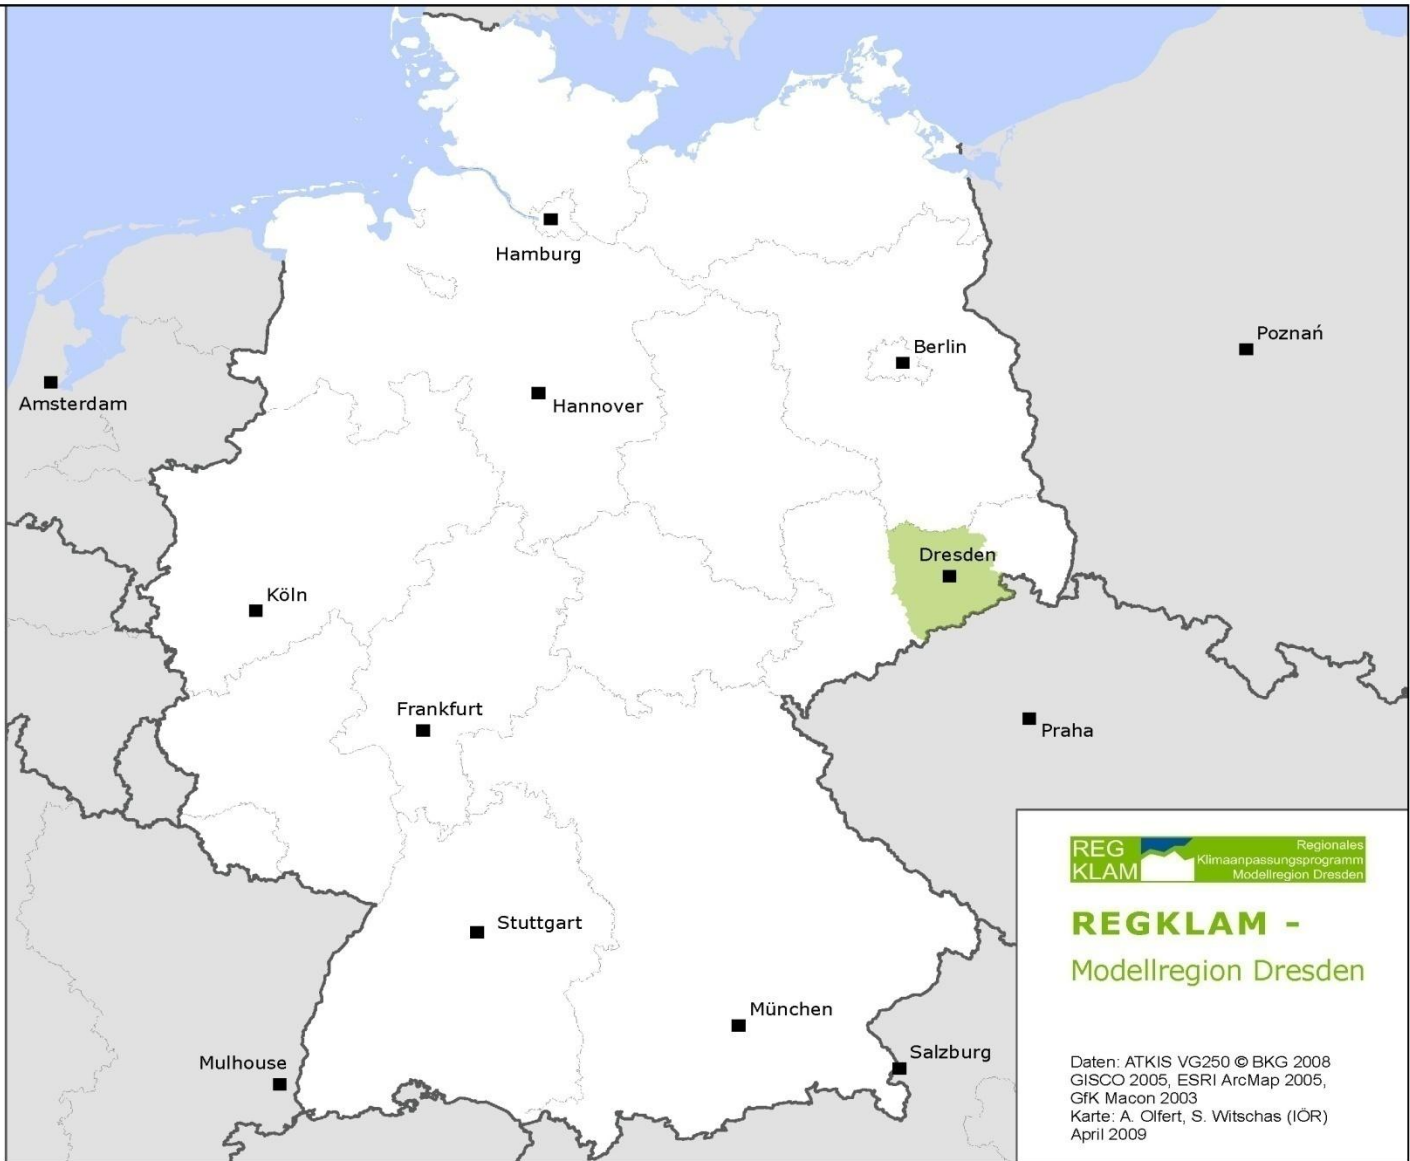 Hamburg
Berlin
Poznań
Amsterdam
Hannover
Dresden
Köln
Frankfurt
Praha
Stuttgart
München
Mulhouse
Salzburg
REG
KLAM
Regionales
Klimaanpassungsprogramm
Modellregion Dresden
REGKLAM -
Modellregion Dresden
Daten: ATKIS VG250 © BKG 2008
GISCO 2005, ESRI ArcMap 2005,
GfK Macon 2003
Karte: A. Olfert, S. Witschas (IÖR)
April 2009